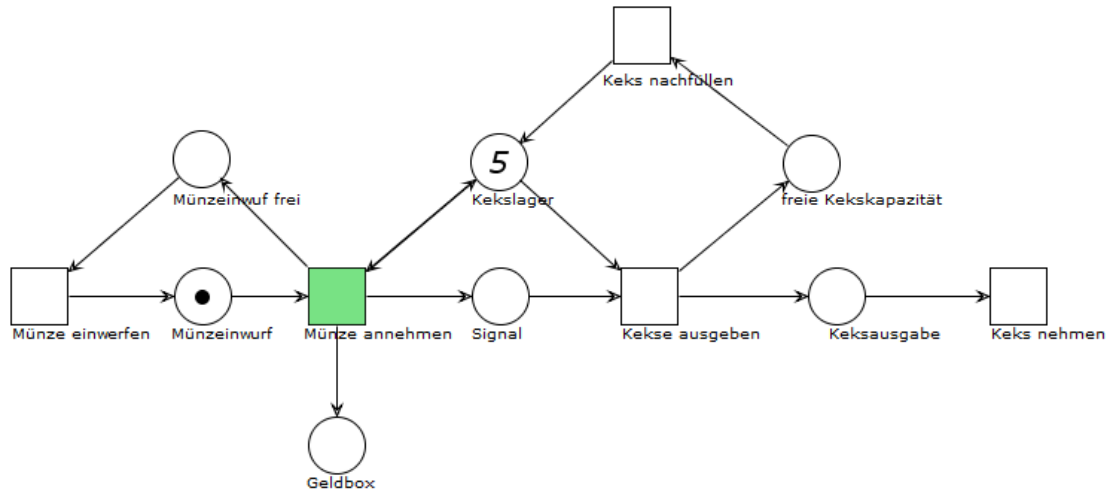 Keks nachfüllen
5
Münzeinwuf frei
Kekslager
freie Kekskapazität
Münze einwerfen
Münzeinwurf
Münze annehmen
Signal
Kekse ausgeben
Keksausgabe
Keks nehmen
Geldbox